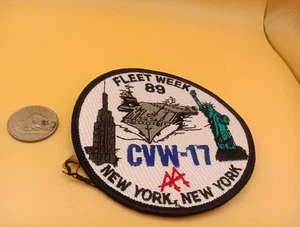 FLEET WEEK
89
CVW-17
AA
NEW YORK, NEW YORK